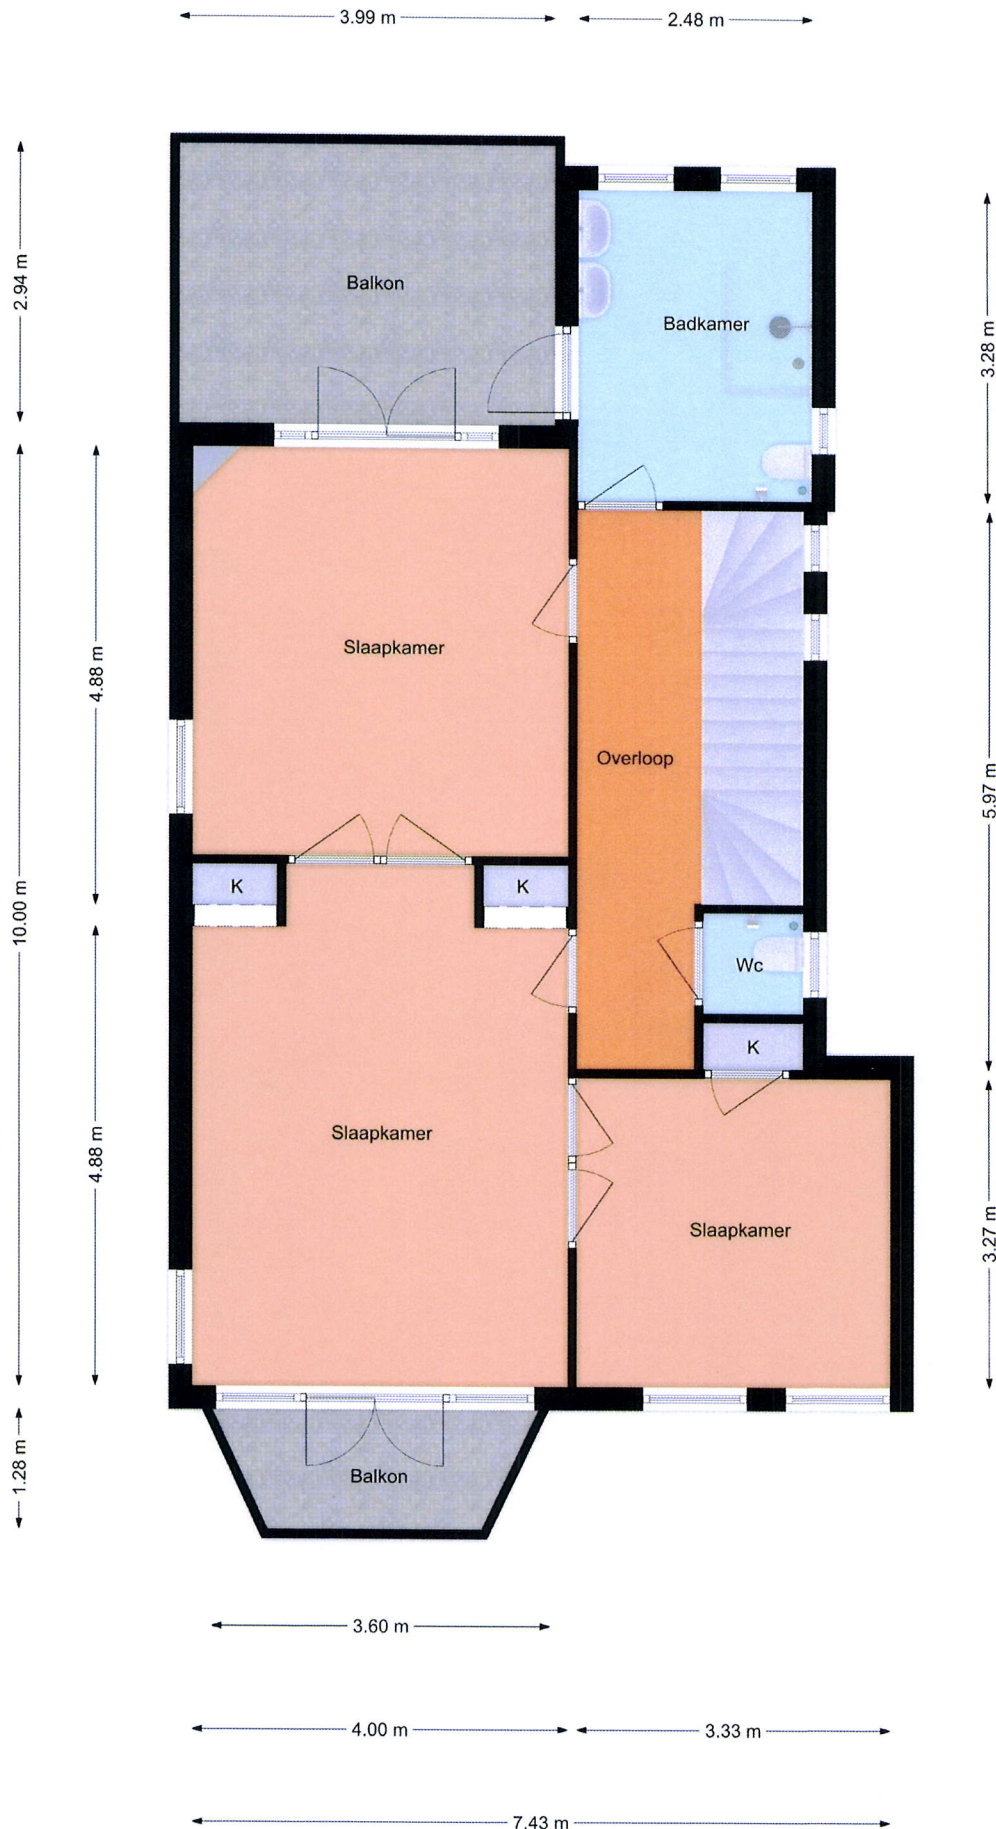 3.99 m
2.48 m
2.94 m
Balkon
Badkamer
3.28 m
4.88 m
Slaapkamer
Overloop
5.97 m
10.00 m
K
K
Wc
K
4.88 m
Slaapkamer
Slaapkamer
3.27 m
1.28 m
Balkon
3.60 m
4.00 m
3.33 m
7.43 m